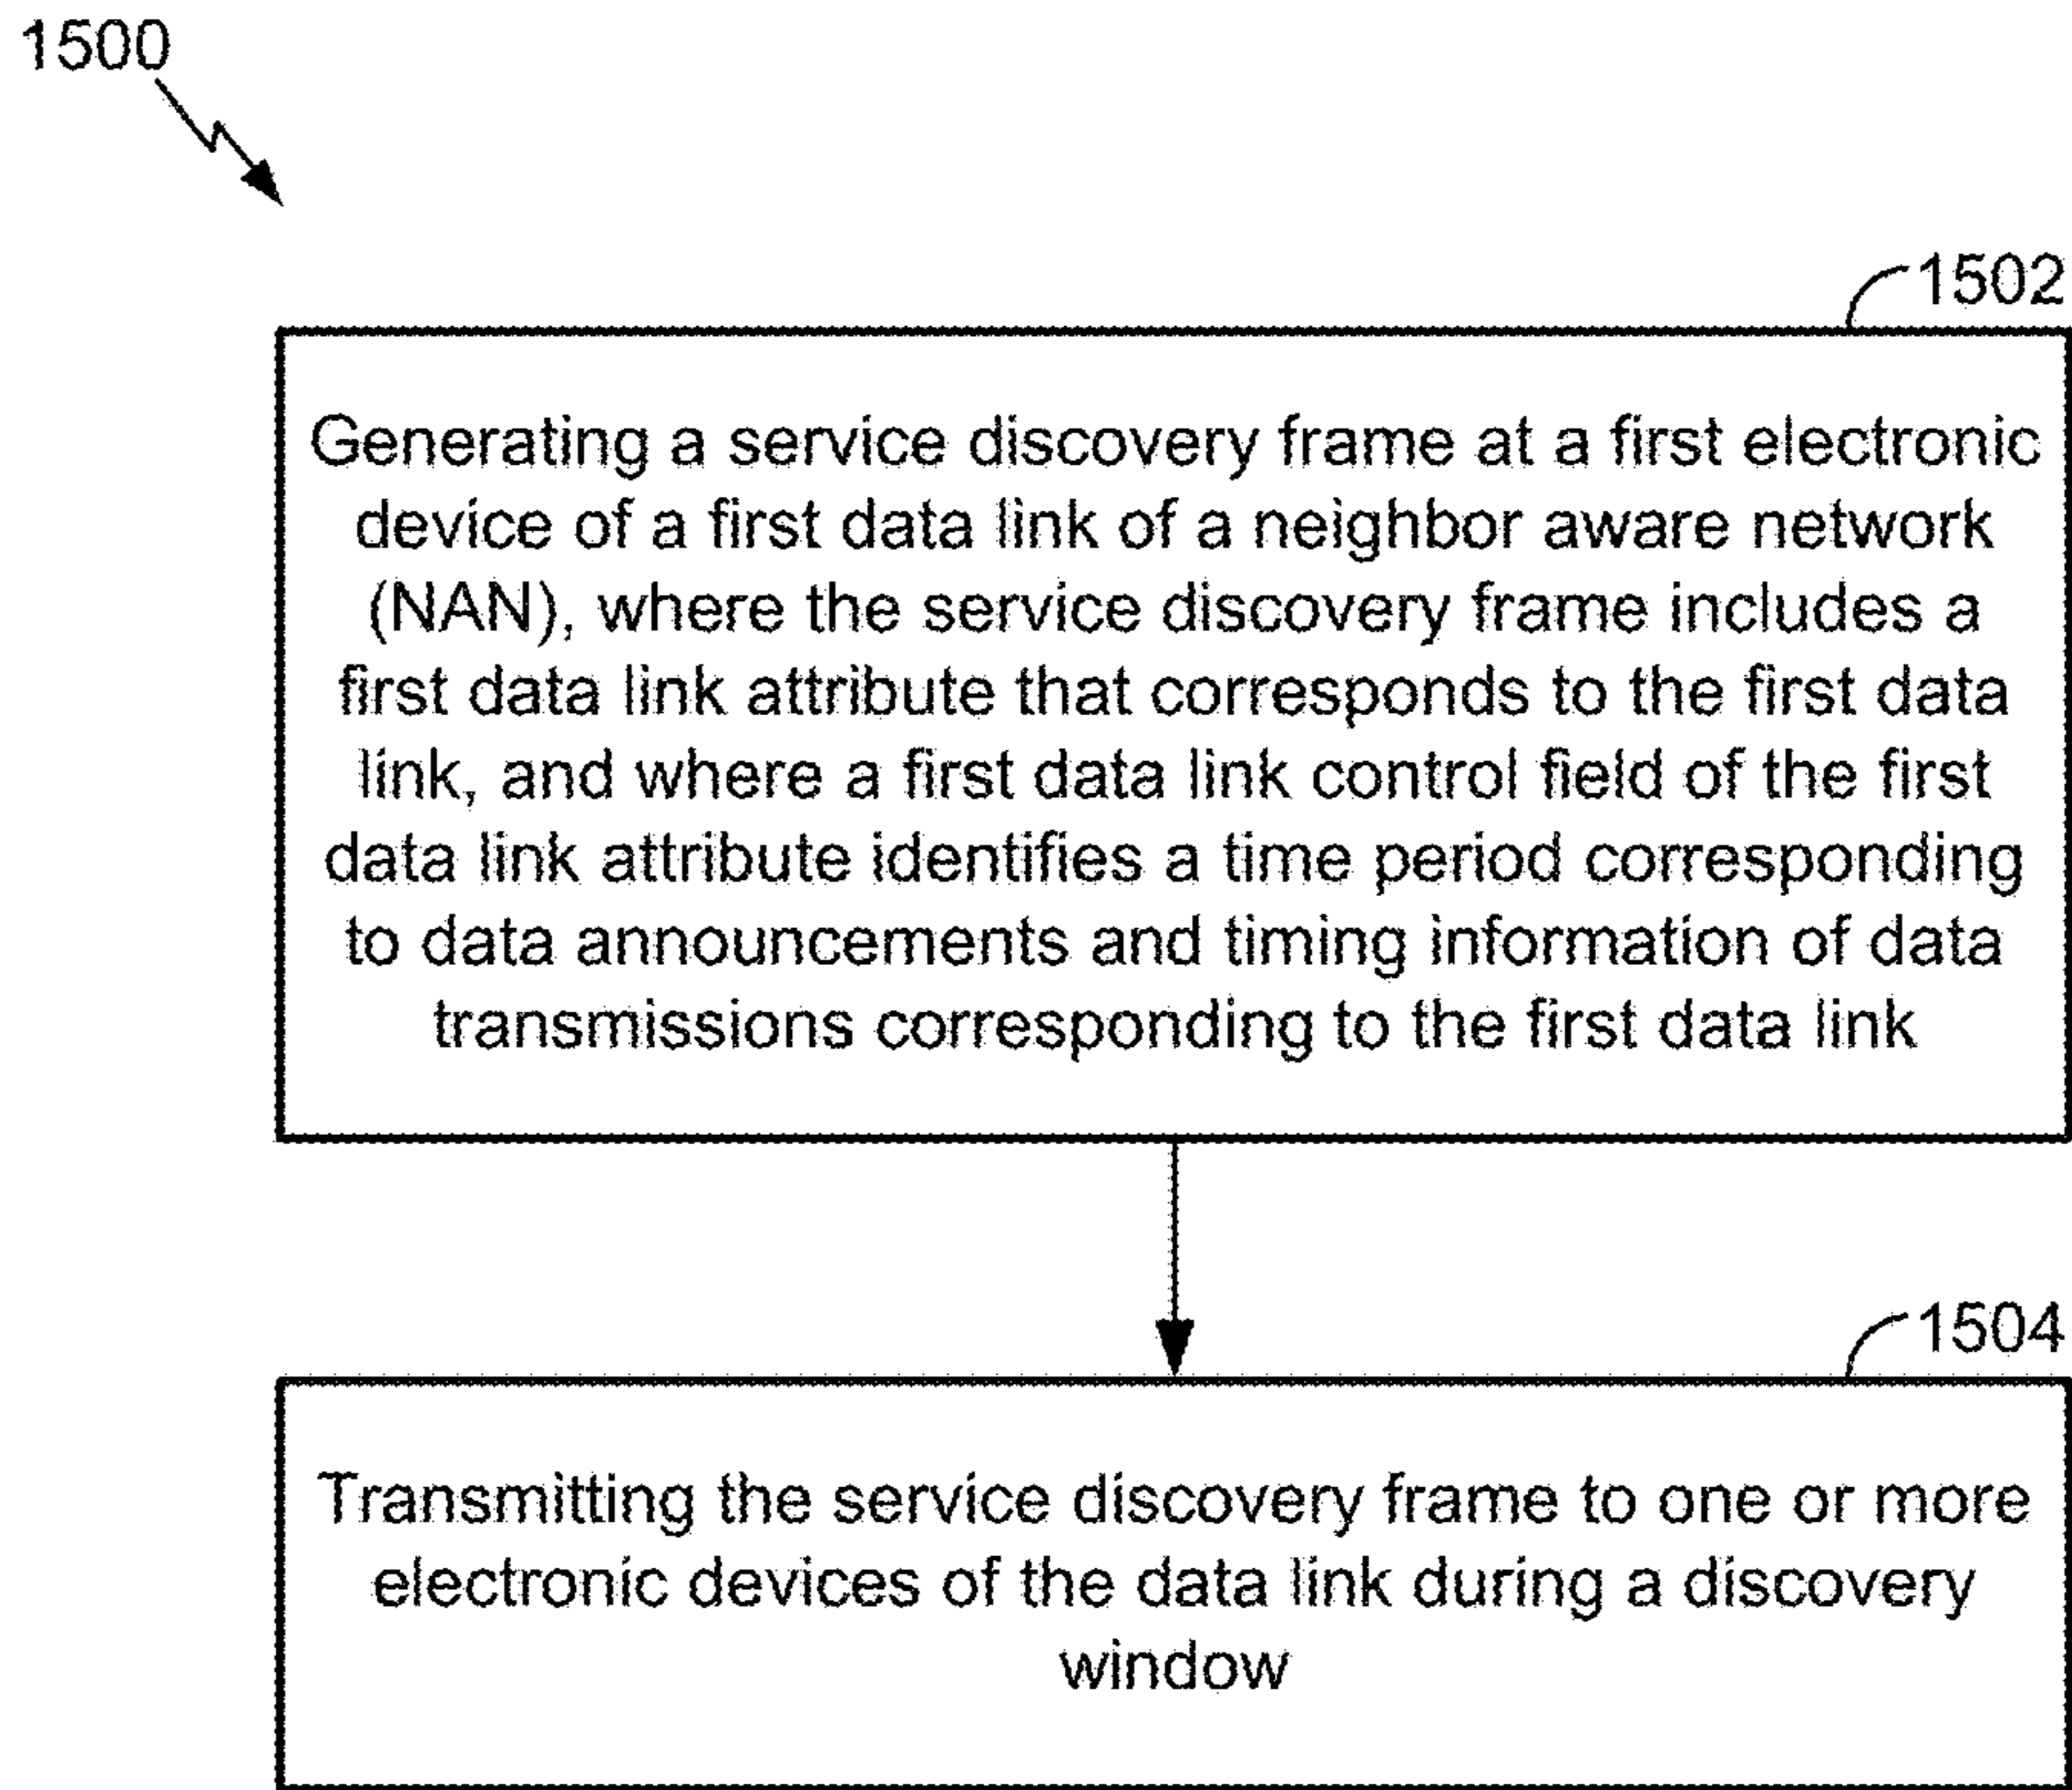 1500
1502
Generating a service discovery frame at a first electronic
device of a first data link of a neighbor aware network
(NAN), where the service discovery frame includes a
first data link attribute that corresponds to the first data
link, and where a first data link control field of the first
data link attribute identifies a time period corresponding
to data announcements and timing information of data
transmissions corresponding to the first data link
1504
Transmitting the service discovery frame to one or more
electronic devices of the data link during a discovery
window